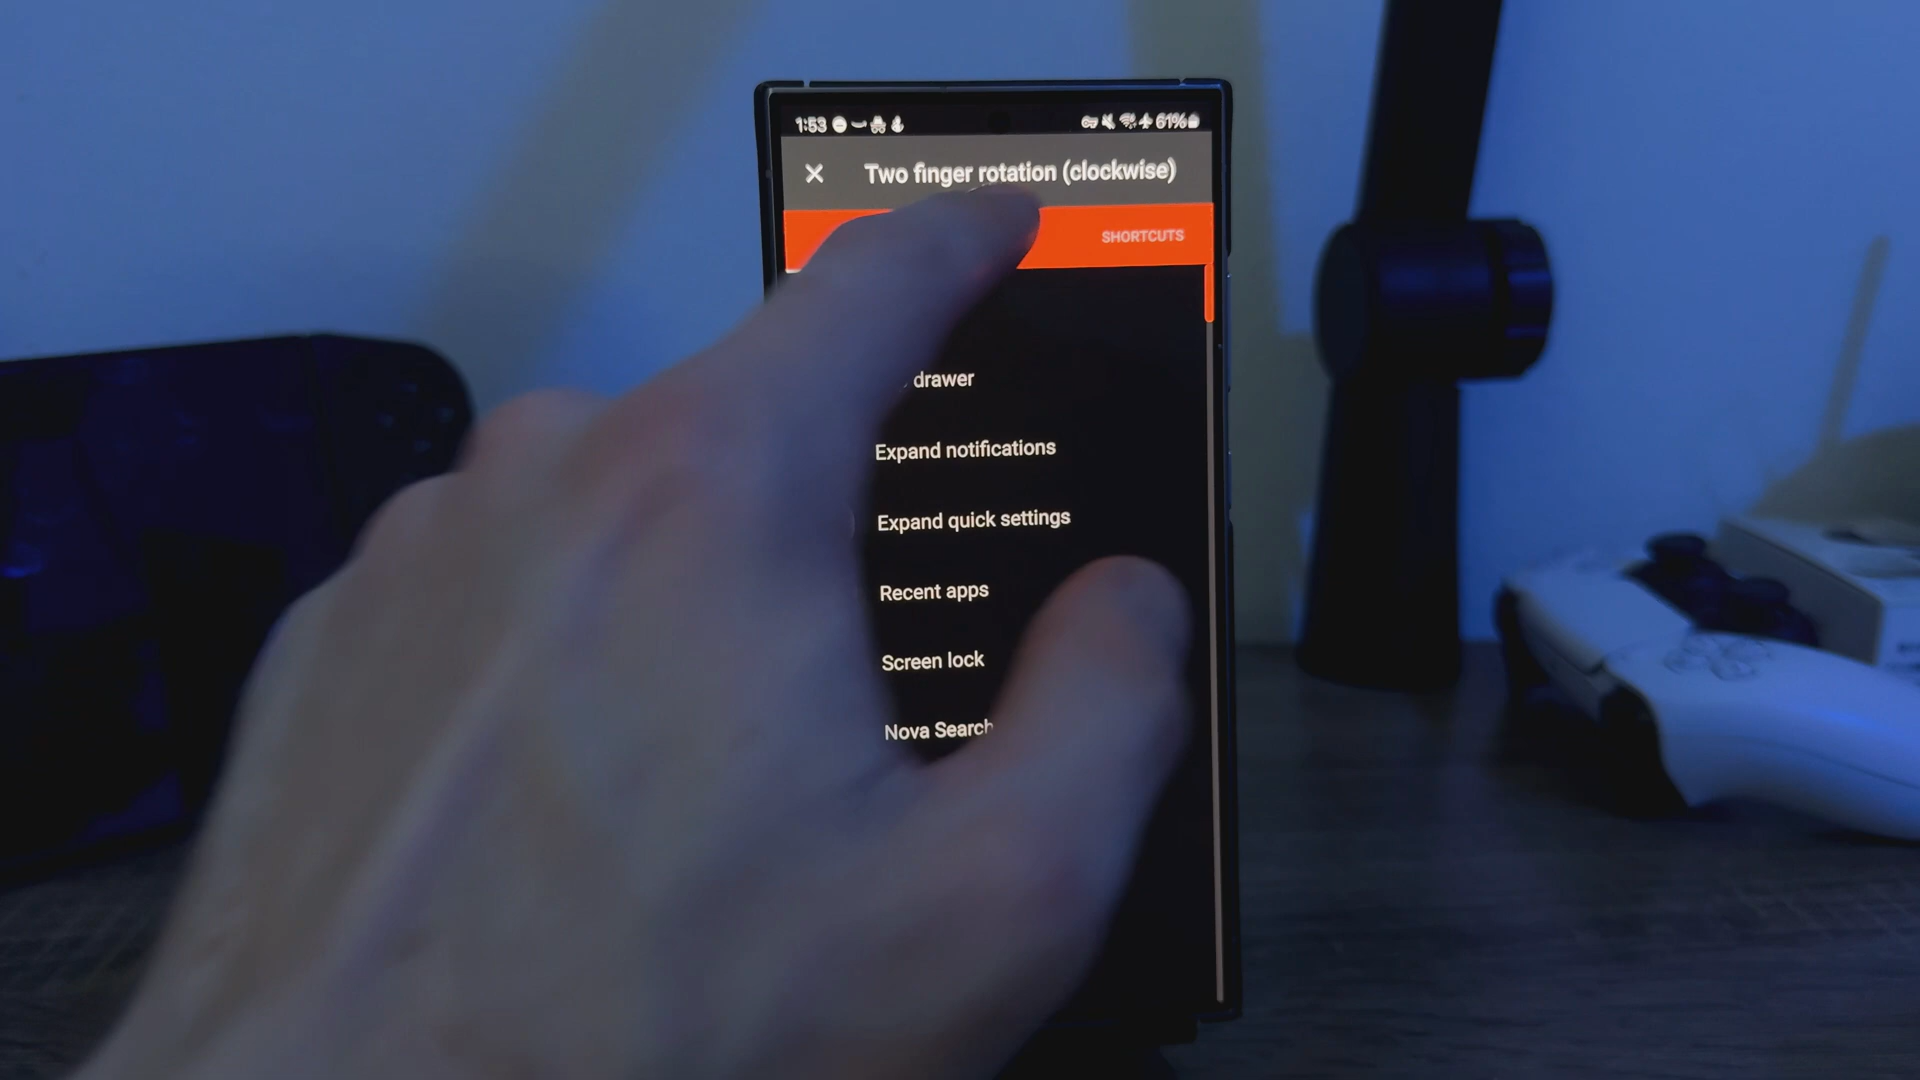 1:53 61%
Two finger rotation (clockwise)
SHORTCUTS
drawer
Expand notifications
Expand quick settings
Recent apps
Screen lock
Nova Search